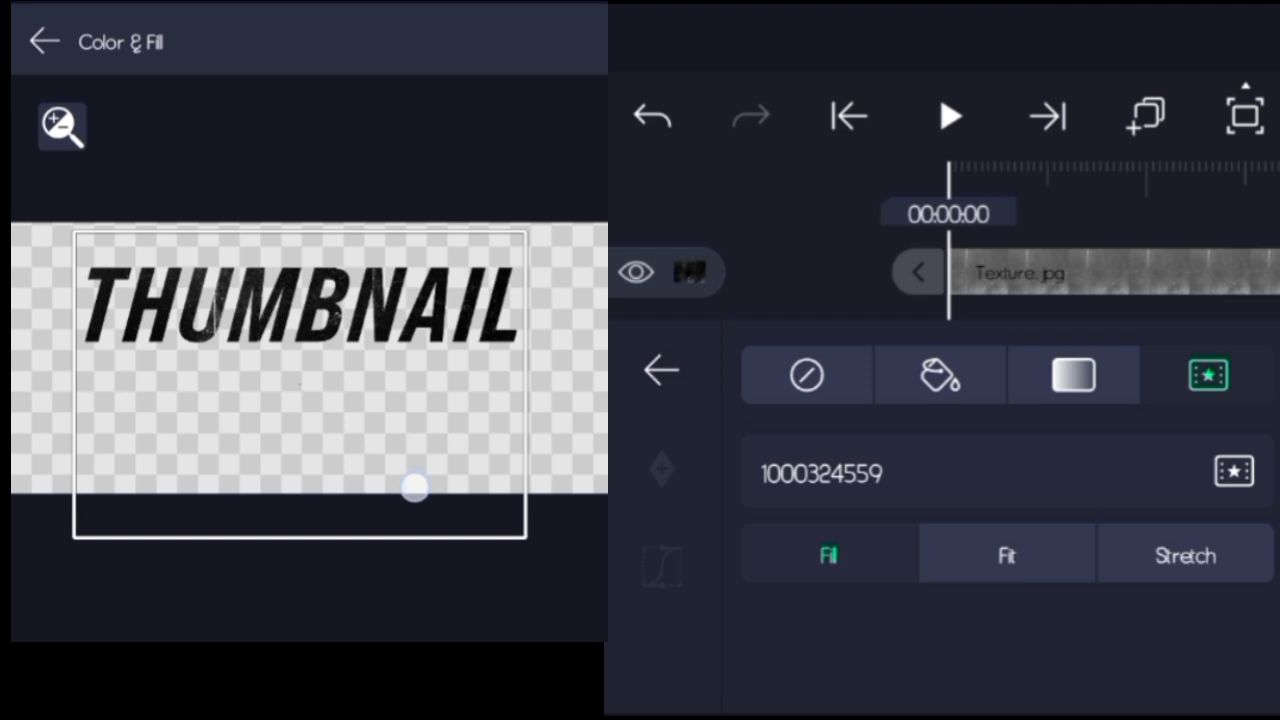 Color & Fill
THUMBNAIL
00:00:00
Texture.jpg
1000324559
Fill
Fit
Stretch